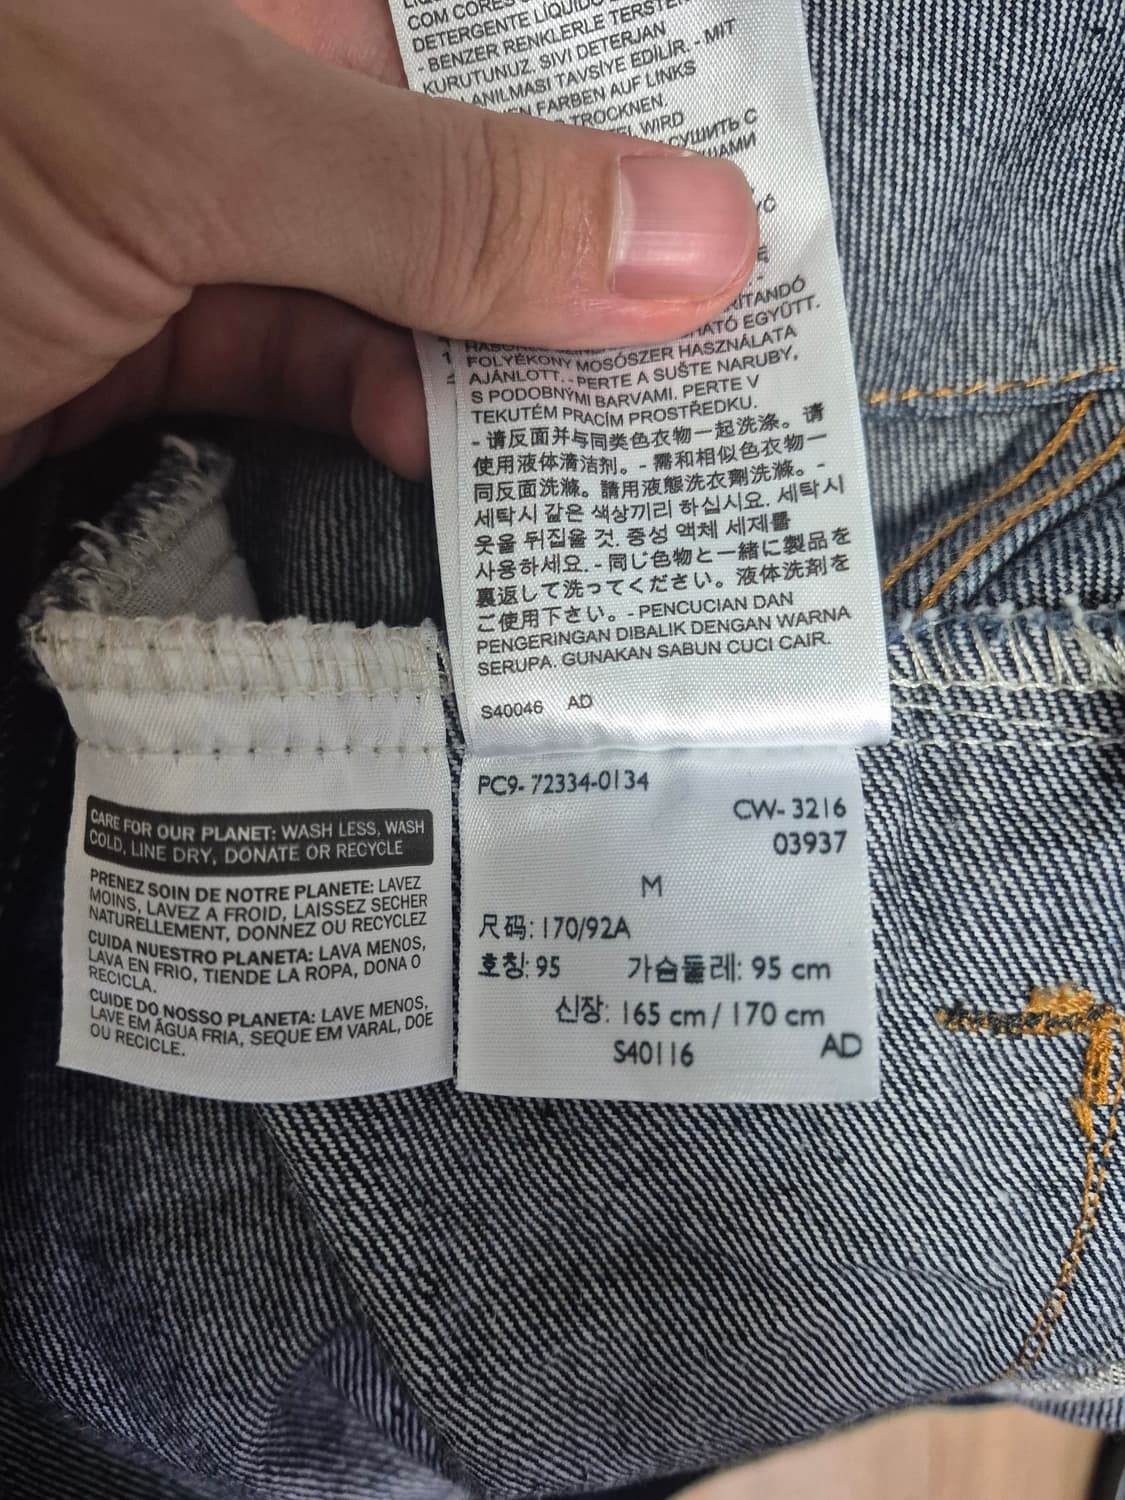 COM CORES
DETERGENTE LÍQUIDO
- BENZER RENKLERLE TERSTEN
KURUTUNUZ. SIVI DETERJAN
ANILMASI TAVSİYE EDİLİR. - MIT
EN FARBEN AUF LINKS
TROCKNEN.
WIRD
СУШИТЬ С
ШАМИ
RÍTANDÓ
HATÓ EGYÜTT.
FOLYÉKONY MOSÓSZER HASZNÁLATA
AJÁNLOTT. - PERTE A SUŠTE NARUBY,
S PODOBNÝMI BARVAMI. PERTE V
TEKUTÉM PRACÍM PROSTŘEDKU.
- 请反面并与同类色衣物一起洗涤。请
使用液体清洁剂。- 需和相似色衣物一
同反面洗滌。請用液態洗衣劑洗滌。-
세탁시 같은 색상끼리 하십시요. 세탁시
옷을 뒤집을 것. 중성 액체 세제를
사용하세요. - 同じ色物と一緒に製品を
裏返して洗ってください。液体洗剤を
ご使用下さい。- PENCUCIAN DAN
PENGERINGAN DIBALIK DENGAN WARNA
SERUPA. GUNAKAN SABUN CUCI CAIR.
S40046 AD
PC9- 72334-0134
CW- 3216
03937
M
尺码: 170/92A
호칭: 95 가슴둘레: 95 cm
신장: 165 cm / 170 cm
S40116 AD
CARE FOR OUR PLANET: WASH LESS, WASH
COLD, LINE DRY, DONATE OR RECYCLE
PRENEZ SOIN DE NOTRE PLANETE: LAVEZ
MOINS, LAVEZ A FROID, LAISSEZ SECHER
NATURELLEMENT, DONNEZ OU RECYCLEZ
CUIDA NUESTRO PLANETA: LAVA MENOS,
LAVA EN FRIO, TIENDE LA ROPA, DONA O
RECICLA.
CUIDE DO NOSSO PLANETA: LAVE MENOS,
LAVE EM ÁGUA FRIA, SEQUE EM VARAL, DOE
OU RECICLE.